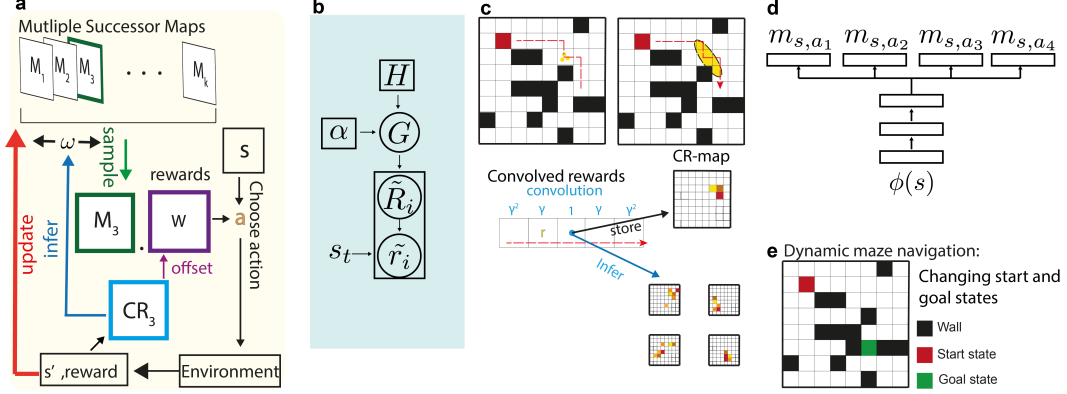 a
Mutliple Successor Maps
M1
M2
M3
. . .
Mk
ω
sample
S
rewards
M3
.
w
a
Choose action
update
infer
offset
CR3
s' ,reward
Environment
b
H
α
G
R̃i
st
r̃i
c
CR-map
Convolved rewards
convolution
γ² γ 1 γ γ²
r
store
Infer
d
ms,a1 ms,a2 ms,a3 ms,a4
ϕ(s)
e Dynamic maze navigation:
Changing start and
goal states
Wall
Start state
Goal state